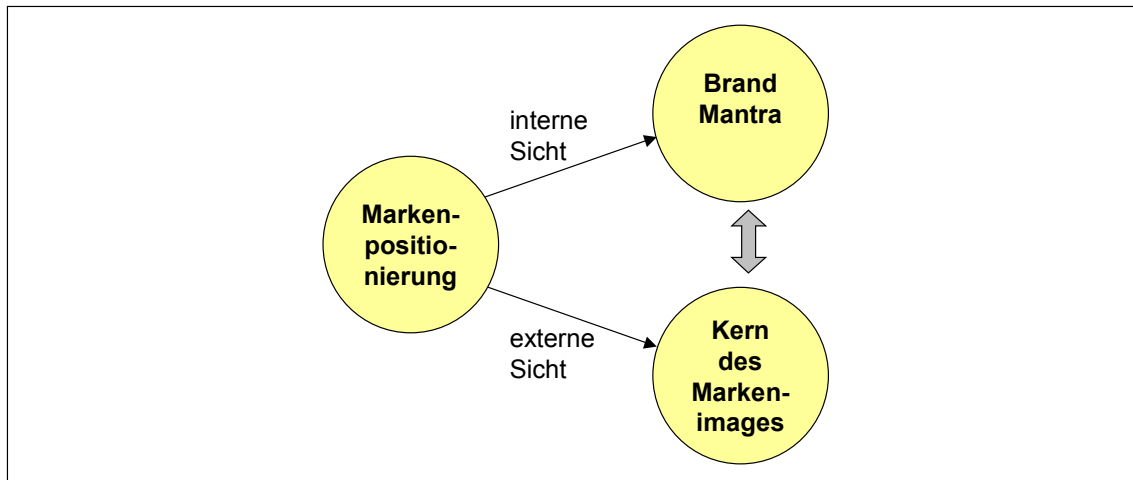 Brand
Mantra
interne
Sicht
Marken-
positio-
nierung
externe
Sicht
Kern
des
Marken-
images